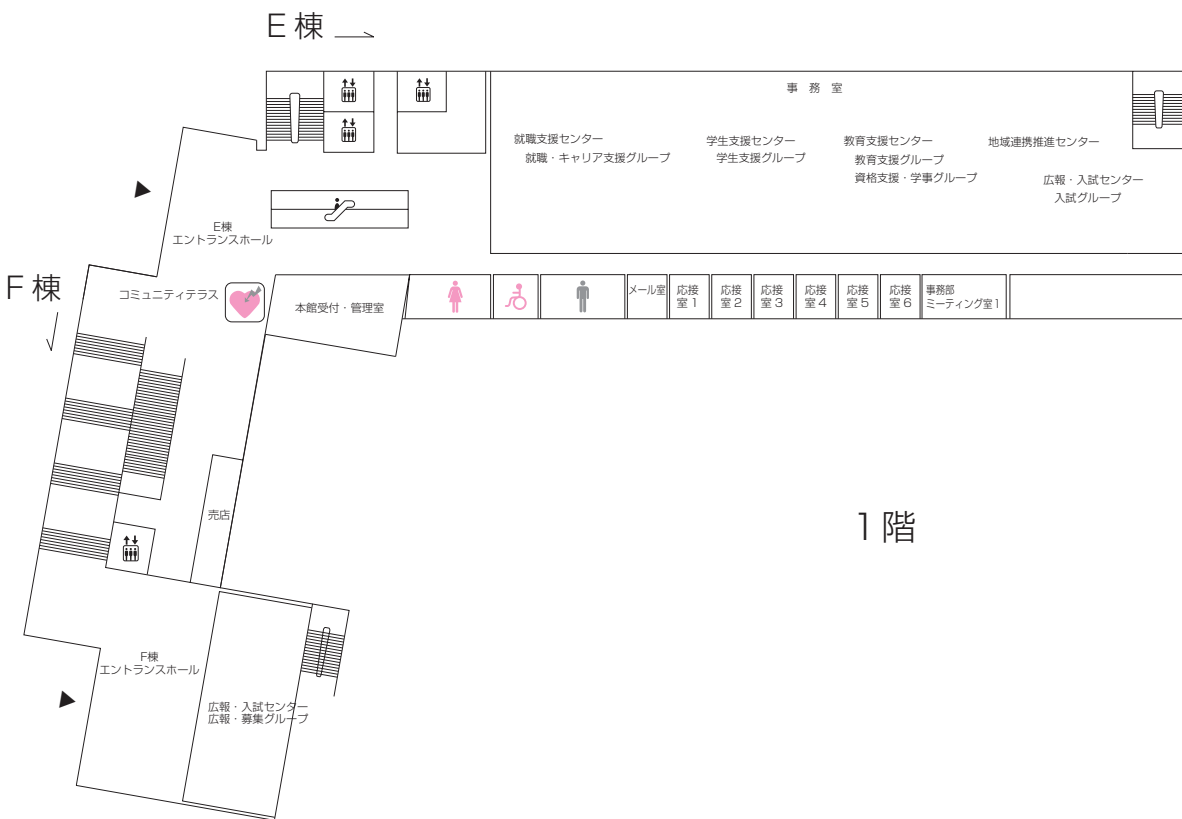 E棟
事務室
就職支援センター
就職・キャリア支援グループ
学生支援センター
学生支援グループ
教育支援センター
教育支援グループ
資格支援・学事グループ
地域連携推進センター
広報・入試センター
入試グループ
E棟
エントランスホール
F棟
コミュニティテラス
本館受付・管理室
メール室
応接
室1
応接
室2
応接
室3
応接
室4
応接
室5
応接
室6
事務部
ミーティング室1
売店
1階
F棟
エントランスホール
広報・入試センター
広報・募集グループ